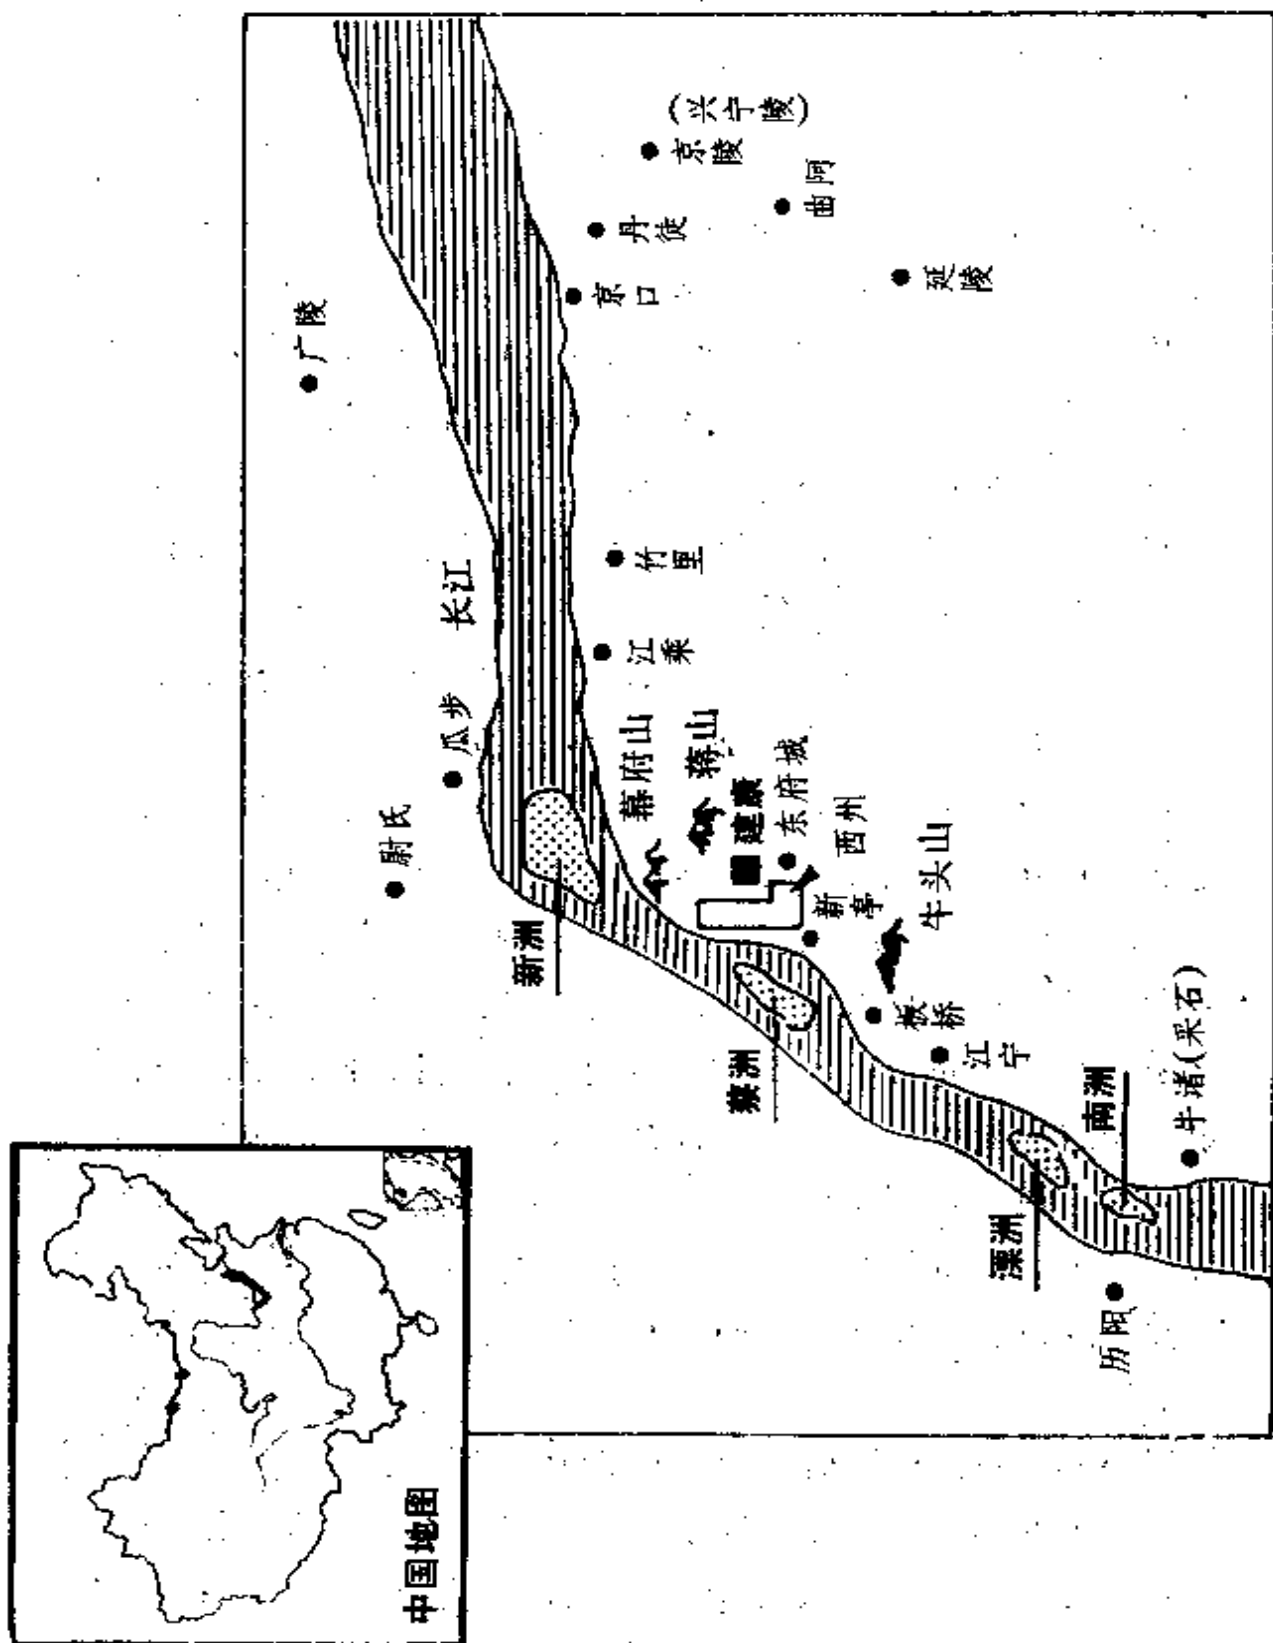 中国地图
广陵
长江
瓜步
尉氏
(兴宁陵)
京陵
丹徒
曲阿
京口
延陵
竹里
江乘
幕府山
蒋山
建康
东府城
西州
新亭
牛头山
新洲
蔡洲
板桥
江宁
南洲
牛诸(采石)
溧洲
历阳